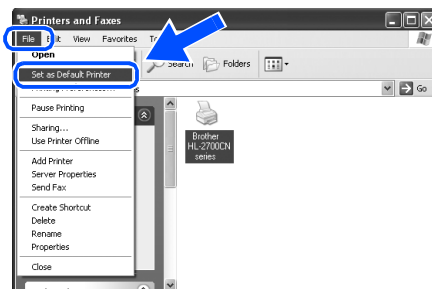 Printers and Faxes
File Edit View Favorites
Open
Search Folders
Set as Default Printer
Go
Pause Printing
Sharing...
Use Printer Offline
Brother
HL-2700CN
series
Add Printer
Server Properties
Send Fax
Create Shortcut
Delete
Rename
Properties
Close